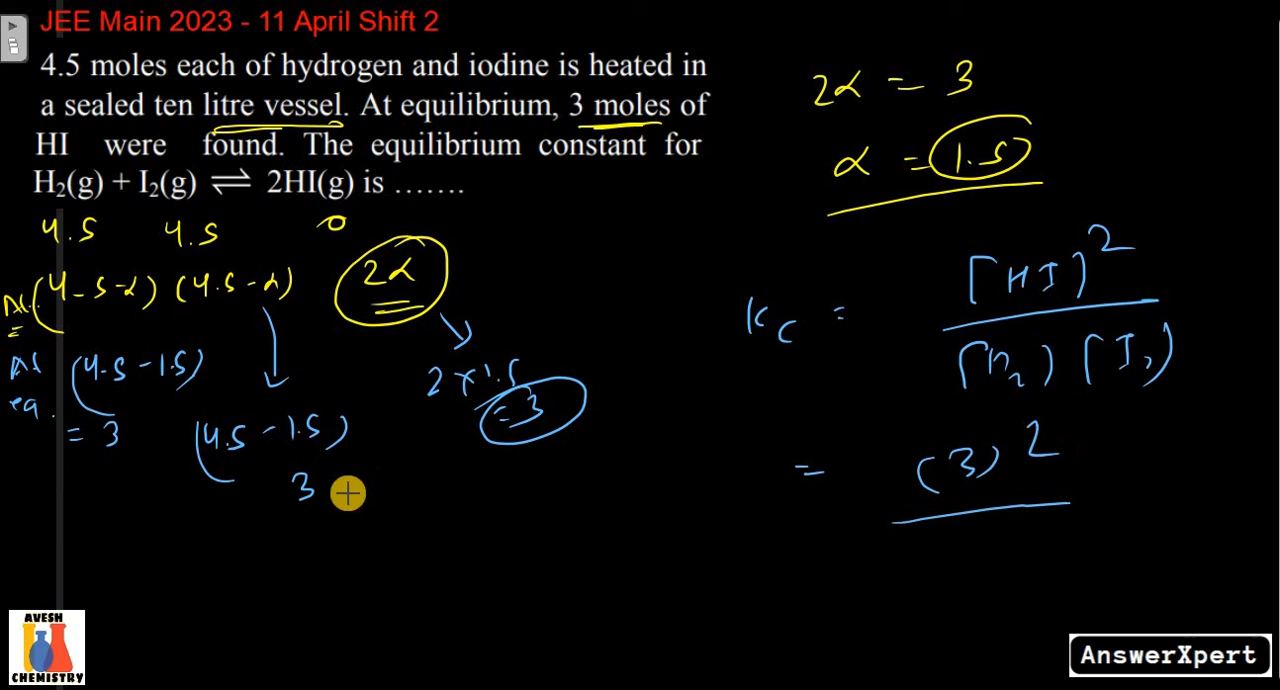 JEE Main 2023 - 11 April Shift 2
4.5 moles each of hydrogen and iodine is heated in
a sealed ten litre vessel. At equilibrium, 3 moles of
HI were found. The equilibrium constant for
H₂(g) + I₂(g) ⇌ 2HI(g) is …….
4.5 4.5 0
(4-5-α) (4.5-α) 2α
At (4.5-1.5)
eq.
= 3
(4.5-1.5)
3
2×1.5
= 3
2α = 3
α = 1.5
Kc = [HI]²
[H₂) [I₂)
= (3)²
AVESH
CHEMISTRY
AnswerXpert